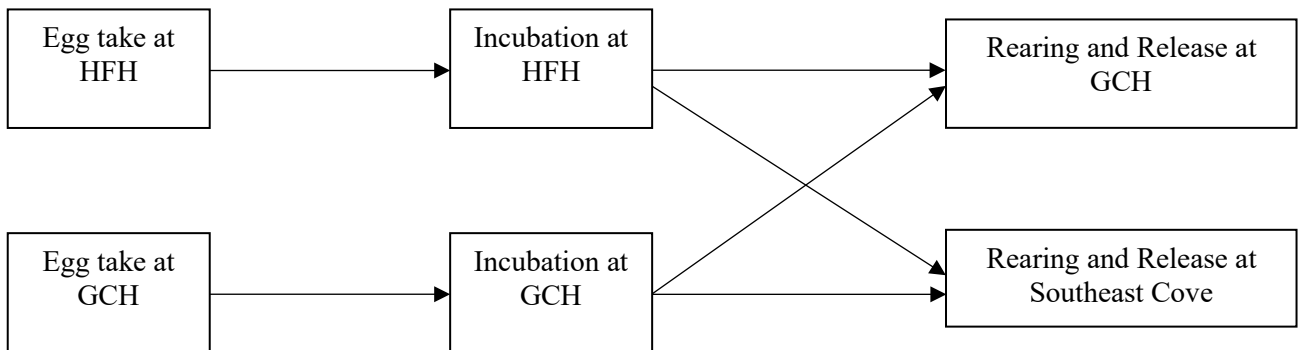 Egg take at
HFH
Incubation at
HFH
Rearing and Release at
GCH
Egg take at
GCH
Incubation at
GCH
Rearing and Release at
Southeast Cove